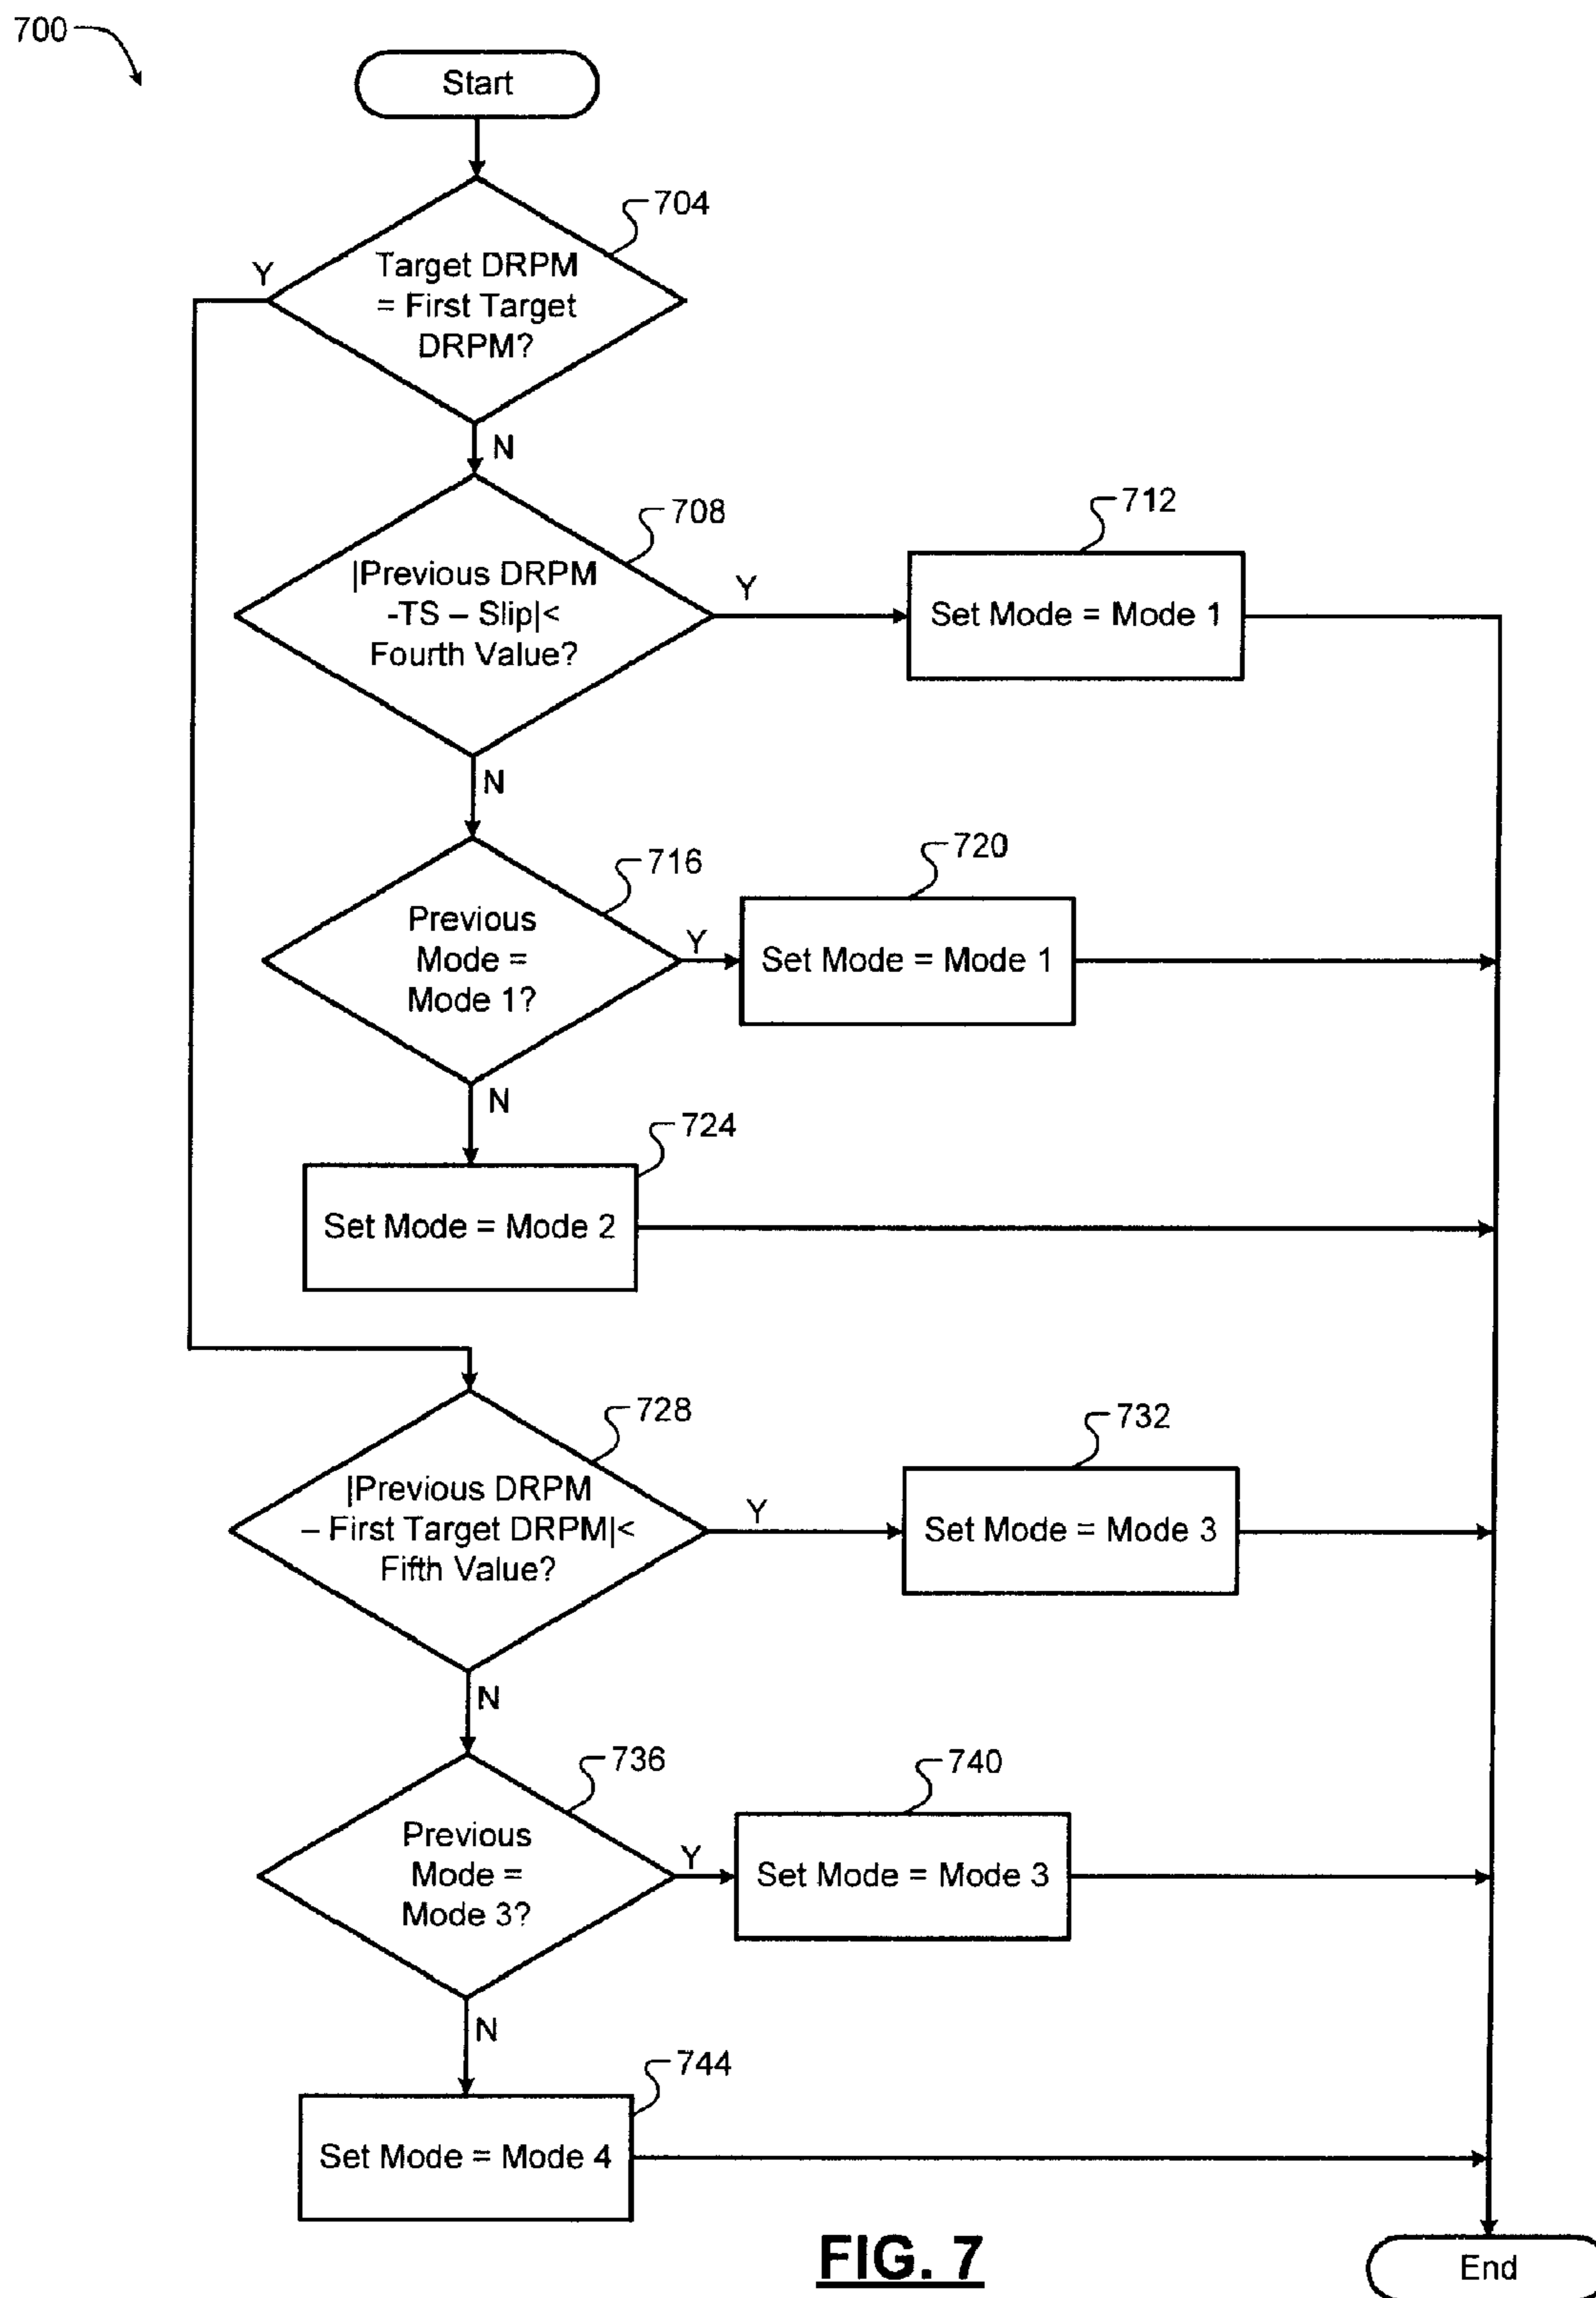 700
Start
704
Y
Target DRPM
= First Target
DRPM?
N
708
|Previous DRPM
-TS – Slip|<
Fourth Value?
Y
712
Set Mode = Mode 1
N
716
Previous
Mode =
Mode 1?
Y
720
Set Mode = Mode 1
N
724
Set Mode = Mode 2
728
|Previous DRPM
– First Target DRPM|<
Fifth Value?
Y
732
Set Mode = Mode 3
N
736
Previous
Mode =
Mode 3?
Y
740
Set Mode = Mode 3
N
744
Set Mode = Mode 4
FIG. 7
End